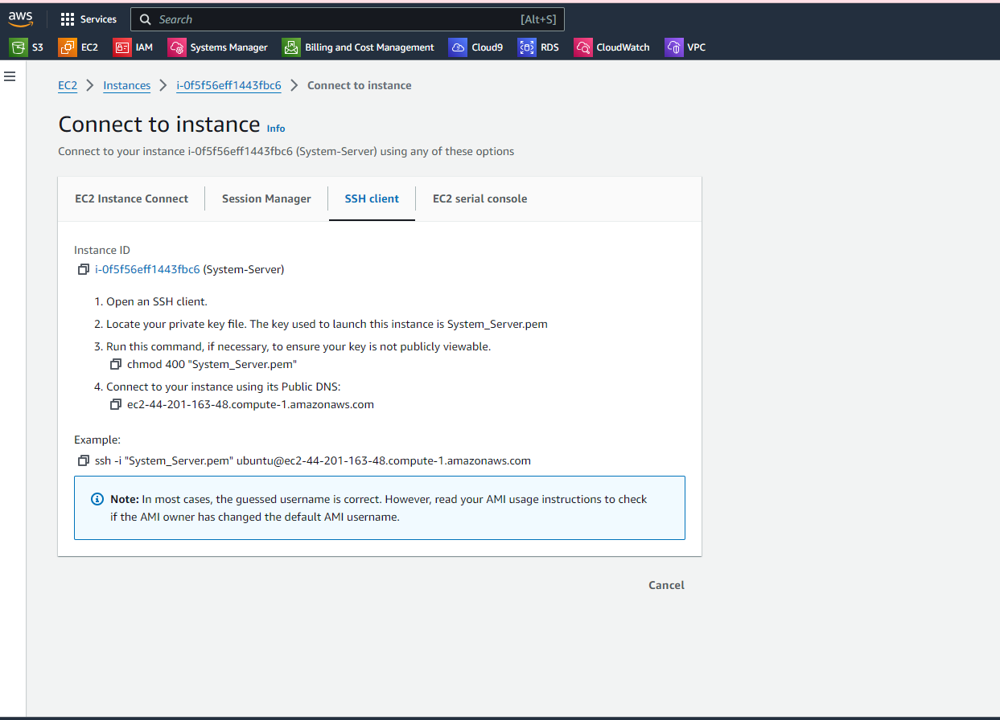 aws Services Search [Alt+S]
S3 EC2 IAM Systems Manager Billing and Cost Management Cloud9 RDS CloudWatch VPC
EC2 Instances i-0f5f56eff1443fbc6 Connect to instance
Connect to instance Info
Connect to your instance i-0f5f56eff1443fbc6 (System-Server) using any of these options
EC2 Instance Connect Session Manager SSH client EC2 serial console
Instance ID
i-0f5f56eff1443fbc6 (System-Server)
1. Open an SSH client.
2. Locate your private key file. The key used to launch this instance is System_Server.pem
3. Run this command, if necessary, to ensure your key is not publicly viewable.
chmod 400 "System_Server.pem"
4. Connect to your instance using its Public DNS:
ec2-44-201-163-48.compute-1.amazonaws.com
Example:
ssh -i "System_Server.pem" ubuntu@ec2-44-201-163-48.compute-1.amazonaws.com
Note: In most cases, the guessed username is correct. However, read your AMI usage instructions to check
if the AMI owner has changed the default AMI username.
Cancel